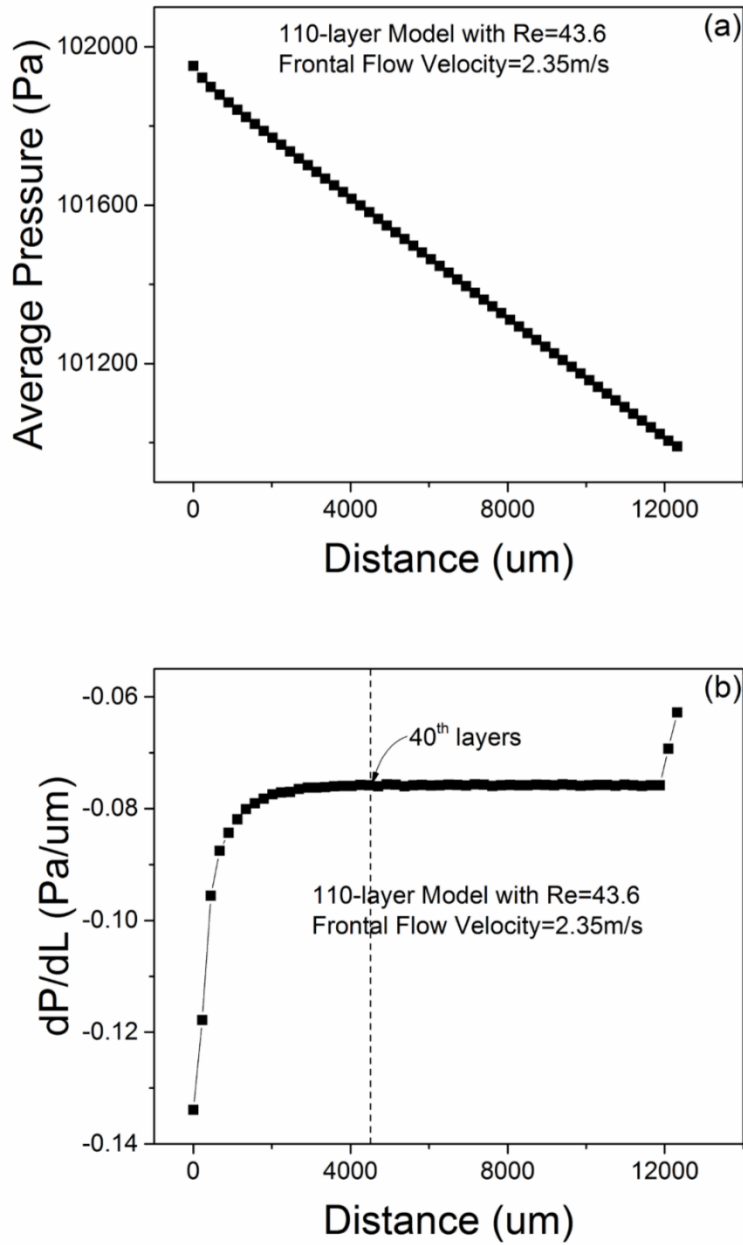 (a)
110-layer Model with Re=43.6
Frontal Flow Velocity=2.35m/s
Average Pressure (Pa)
102000
101600
101200
0
4000
8000
12000
Distance (um)
(b)
40th layers
110-layer Model with Re=43.6
Frontal Flow Velocity=2.35m/s
dP/dL (Pa/um)
-0.06
-0.08
-0.10
-0.12
-0.14
0
4000
8000
12000
Distance (um)